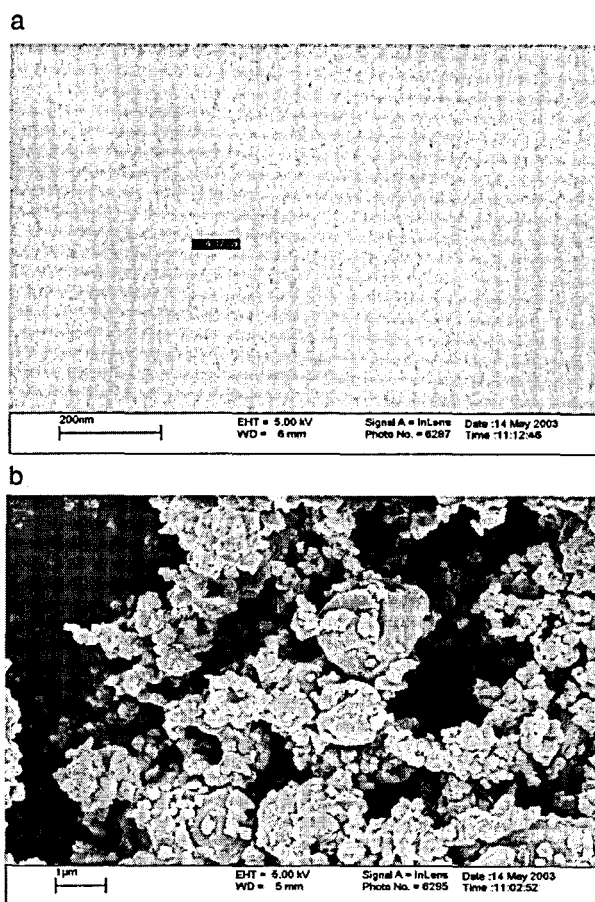 a
200nm
EHT = 5.00 kV
WD = 6 mm
Signal A = InLens
Photo No. = 6287
Date :14 May 2003
Time :11:12:46
b
1µm
EHT = 5.00 kV
WD = 5 mm
Signal A = InLens
Photo No. = 6295
Date :14 May 2003
Time :11:02:52